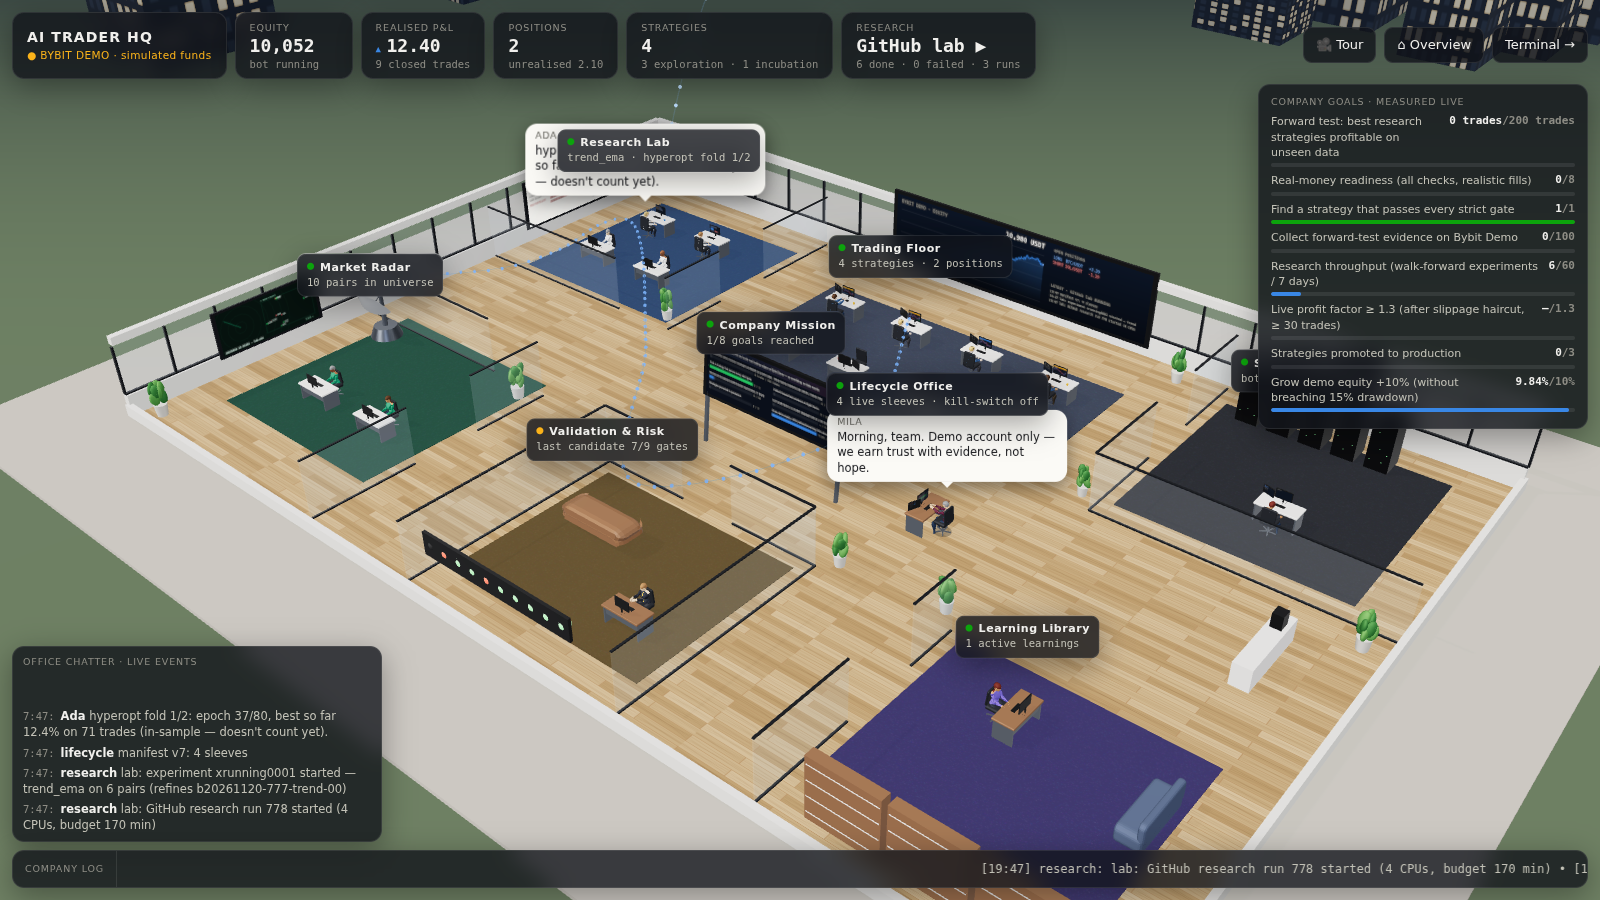 AI TRADER HQ
BYBIT DEMO · simulated funds
EQUITY
10,052
bot running
REALISED P&L
▲ 12.40
9 closed trades
POSITIONS
2
unrealised 2.10
STRATEGIES
4
3 exploration · 1 incubation
RESEARCH
GitHub lab ▶
6 done · 0 failed · 3 runs
Tour
Overview
Terminal →
COMPANY GOALS · MEASURED LIVE
Forward test: best research strategies profitable on unseen data
0 trades/200 trades
Real-money readiness (all checks, realistic fills)
0/8
Find a strategy that passes every strict gate
1/1
Collect forward-test evidence on Bybit Demo
0/100
Research throughput (walk-forward experiments / 7 days)
6/60
Live profit factor ≥ 1.3 (after slippage haircut, ≥ 30 trades)
—/1.3
Strategies promoted to production
0/3
Grow demo equity +10% (without breaching 15% drawdown)
9.84%/10%
ADA
hyp
so fa
— doesn't count yet).
Research Lab
trend_ema · hyperopt fold 1/2
Market Radar
10 pairs in universe
Trading Floor
4 strategies · 2 positions
BYBIT DEMO · EQUITY
10,980 USDT
Company Mission
1/8 goals reached
Lifecycle Office
4 live sleeves · kill-switch off
MILA
Morning, team. Demo account only —
we earn trust with evidence, not
hope.
Validation & Risk
last candidate 7/9 gates
S
bot
Learning Library
1 active learnings
OFFICE CHATTER · LIVE EVENTS
7:47: Ada hyperopt fold 1/2: epoch 37/80, best so far
12.4% on 71 trades (in-sample — doesn't count yet).
7:47: lifecycle manifest v7: 4 sleeves
7:47: research lab: experiment xrunning0001 started —
trend_ema on 6 pairs (refines b20261120-777-trend-00)
7:47: research lab: GitHub research run 778 started (4
CPUs, budget 170 min)
COMPANY LOG
[19:47] research: lab: GitHub research run 778 started (4 CPUs, budget 170 min) • [1